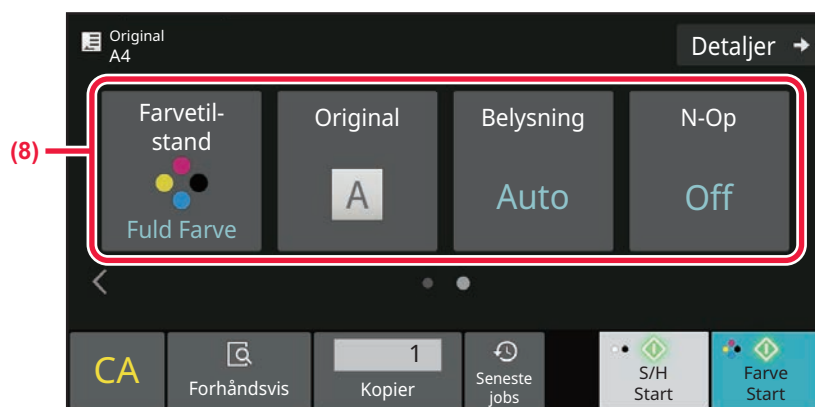 Original
A4
Detaljer
(8)
Farvetil-
stand
Fuld Farve
Original
A
Belysning
Auto
N-Op
Off
CA
Forhåndsvis
1
Kopier
Seneste
jobs
S/H
Start
Farve
Start